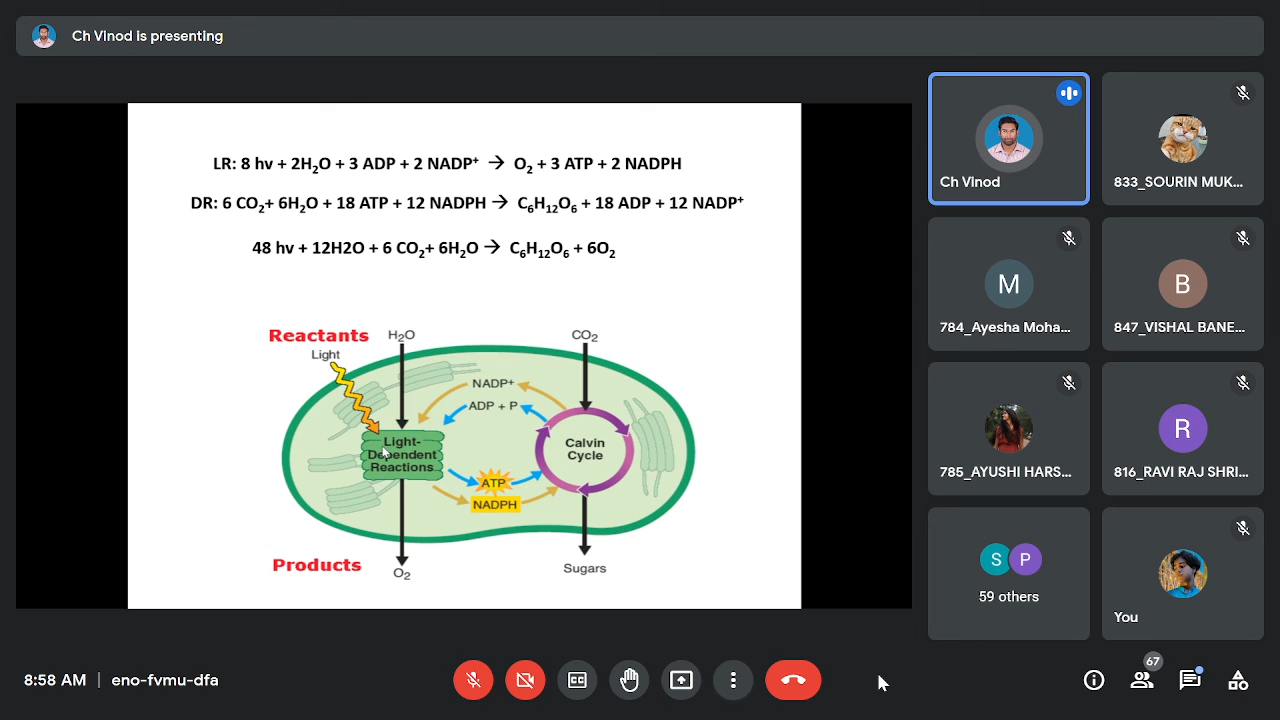 Ch Vinod is presenting
LR: 8 hv + 2H₂O + 3 ADP + 2 NADP⁺ → O₂ + 3 ATP + 2 NADPH
DR: 6 CO₂+ 6H₂O + 18 ATP + 12 NADPH → C₆H₁₂O₆ + 18 ADP + 12 NADP⁺
48 hv + 12H2O + 6 CO₂+ 6H₂O → C₆H₁₂O₆ + 6O₂
Reactants
H₂O
CO₂
Light
NADP⁺
ADP + P
Light-
Dependent
Reactions
Calvin
Cycle
ATP
NADPH
Products
O₂
Sugars
Ch Vinod
833_SOURIN MUK...
M
784_Ayesha Moha...
B
847_VISHAL BANE...
785_AYUSHI HARS...
R
816_RAVI RAJ SHRI...
S
P
59 others
You
8:58 AM | eno-fvmu-dfa
67